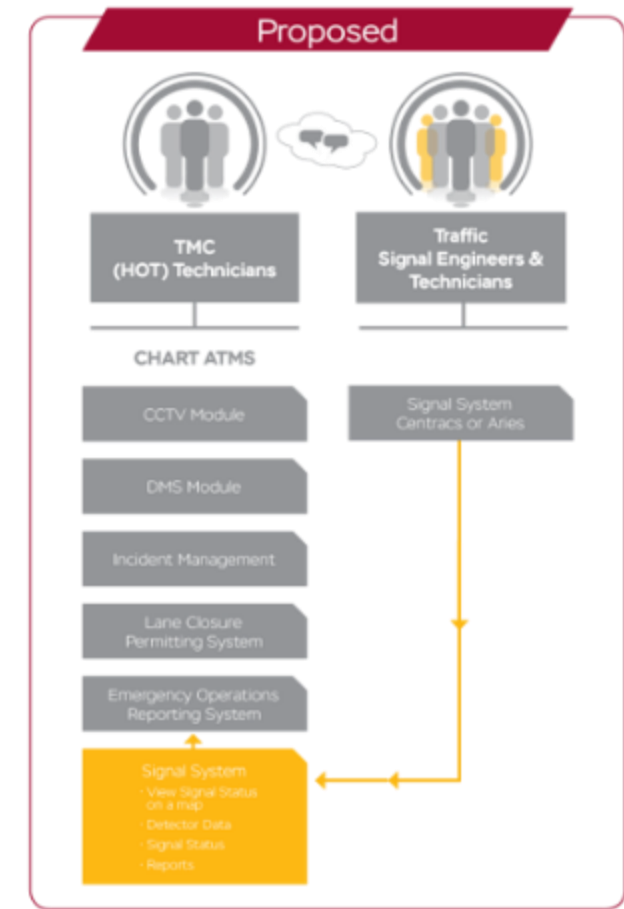 Proposed
TMC
(HOT) Technicians
Traffic
Signal Engineers &
Technicians
CHART ATMS
CCTV Module
DMS Module
Incident Management
Lane Closure
Permitting System
Emergency Operations
Reporting System
Signal System
· View Signal Status
on a map
· Detector Data
· Signal Status
· Reports
Signal System
Centracs or Aries